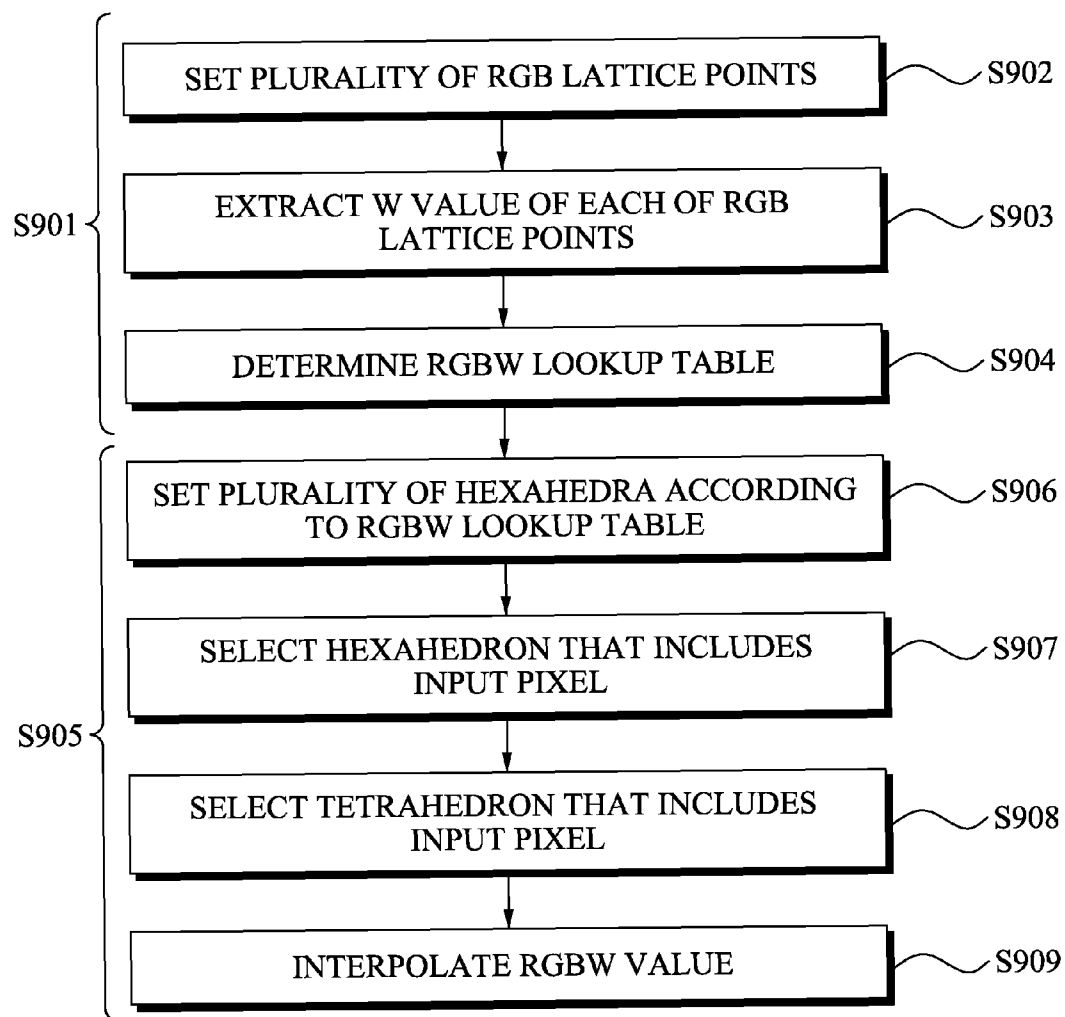 SET PLURALITY OF RGB LATTICE POINTS
S902
EXTRACT W VALUE OF EACH OF RGB
LATTICE POINTS
S903
S901
DETERMINE RGBW LOOKUP TABLE
S904
SET PLURALITY OF HEXAHEDRA ACCORDING
TO RGBW LOOKUP TABLE
S906
SELECT HEXAHEDRON THAT INCLUDES
INPUT PIXEL
S907
S905
SELECT TETRAHEDRON THAT INCLUDES
INPUT PIXEL
S908
INTERPOLATE RGBW VALUE
S909